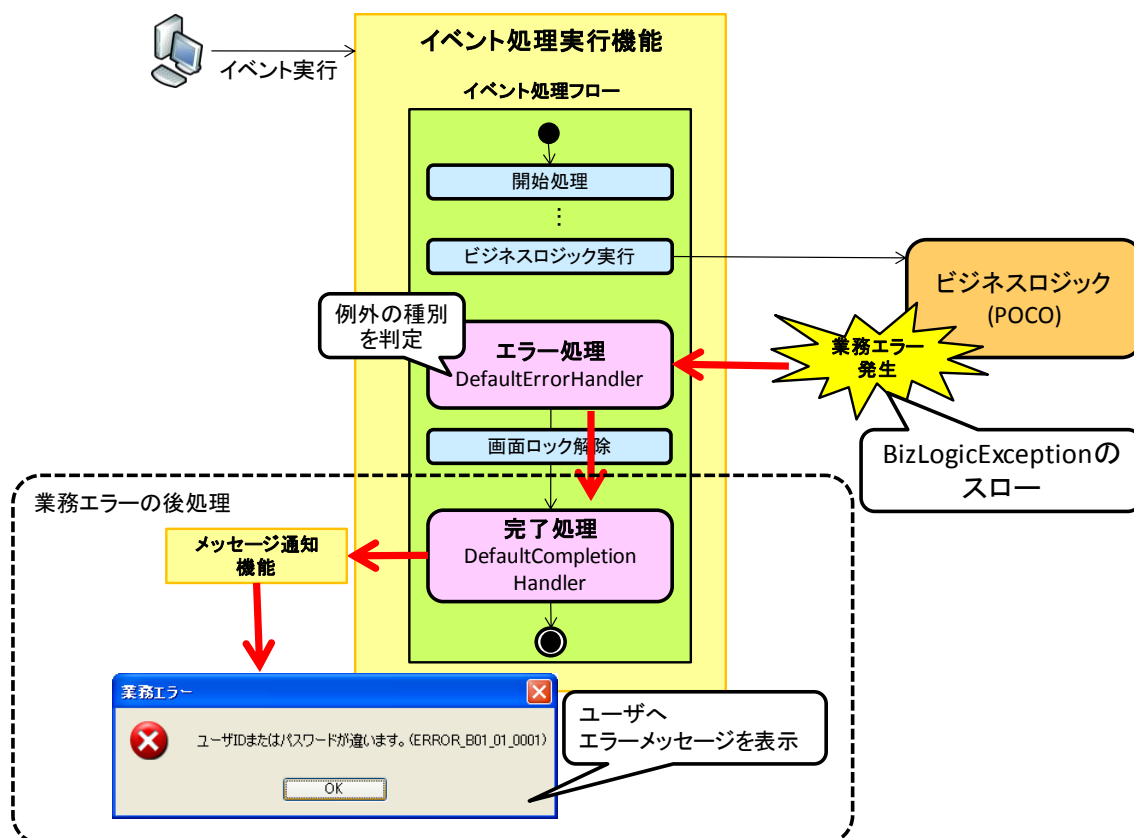 イベント処理実行機能
イベント実行
イベント処理フロー
開始処理
⋮
ビジネスロジック実行
ビジネスロジック
(POCO)
例外の種別
を判定
エラー処理
DefaultErrorHandler
業務エラー
発生
画面ロック解除
BizLogicExceptionの
スロー
業務エラーの後処理
完了処理
DefaultCompletion
Handler
メッセージ通知
機能
業務エラー
ユーザIDまたはパスワードが違います。(ERROR_B01_01_0001)
OK
ユーザへ
エラーメッセージを表示